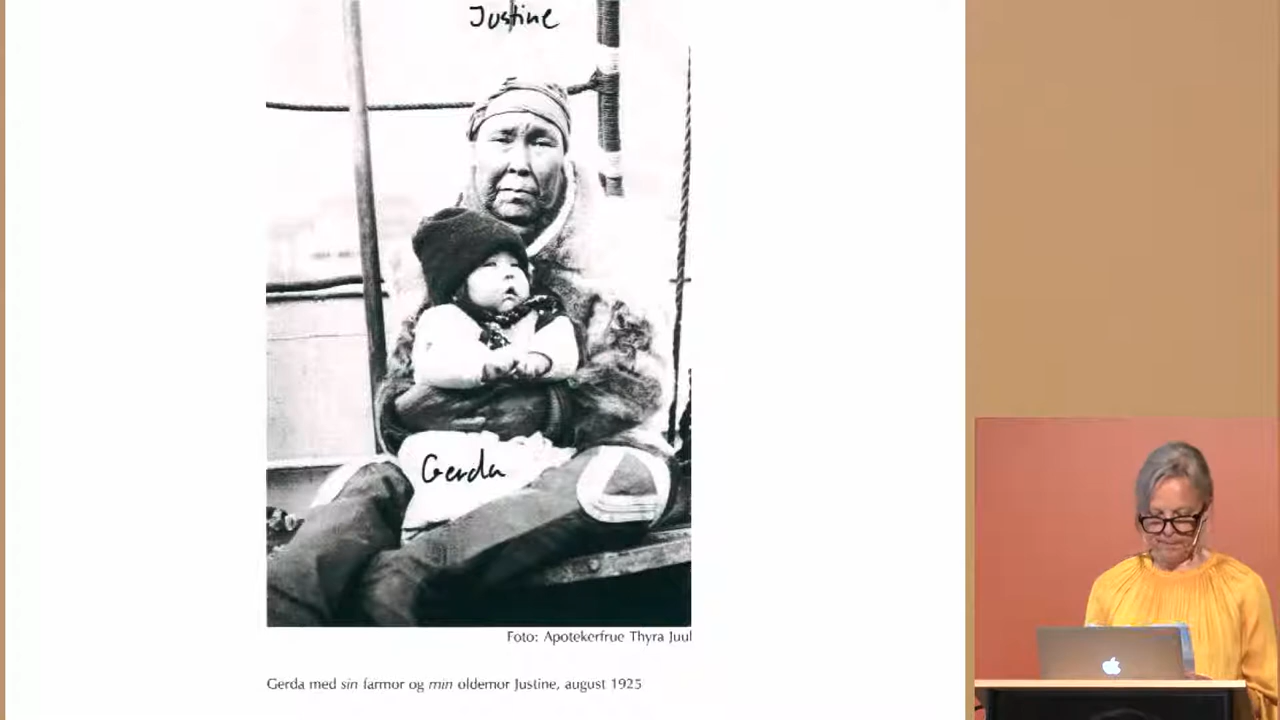 Justine
Gerda
Foto: Apotekerfrue Thyra Juul
Gerda med sin farmor og min oldemor Justine, august 1925